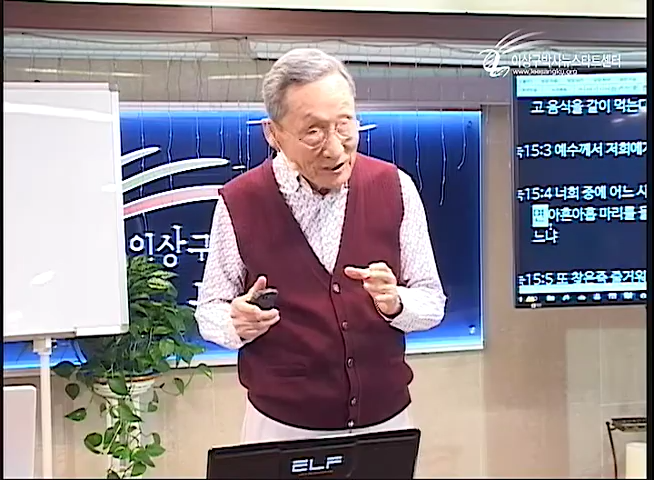 이상구박사뉴스타트센터
www.leesangku.org
고 음식을 같이 먹는다
눅15:3 예수께서 저희에게
눅15:4 너희 중에 어느 사
면 아흔아홉 마리를 들
느냐
눅15:5 또 찾은즉 즐거워
이상구
ELF